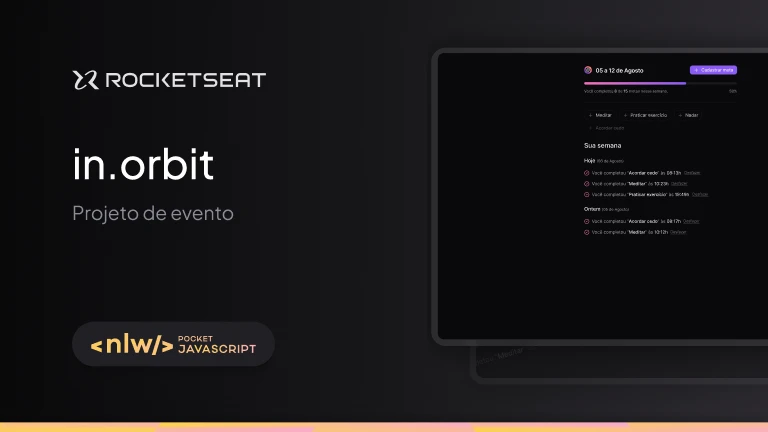 ROCKETSEAT
in.orbit
Projeto de evento
<nlw/> POCKET
JAVASCRIPT
05 a 12 de Agosto
+ Cadastrar meta
Você completou 8 de 15 metas nessa semana.
50%
+ Meditar + Praticar exercício + Nadar
+ Acordar cedo
Sua semana
Hoje (06 de Agosto)
Você completou "Acordar cedo" às 08:13h Desfazer
Você completou "Meditar" às 10:23h Desfazer
Você completou "Praticar exercício" às 19:46h Desfazer
Ontem (05 de Agosto)
Você completou "Acordar cedo" às 08:17h Desfazer
Você completou "Meditar" às 10:12h Desfazer
"Meditar"